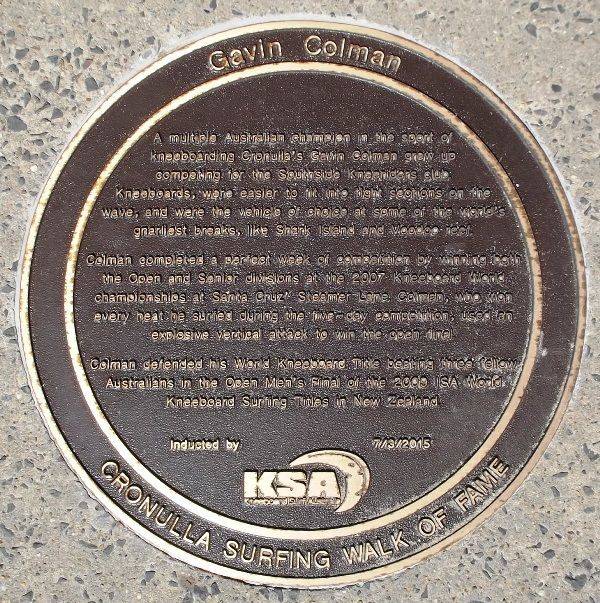 Gavin Colman
A multiple Australian champion in the sport of
kneeboarding Cronulla's Gavin Colman grew up
competing for the Southside Kneeriders club.
Kneeboards, were easier to fit into tight sections on the
wave, and were the vehicle of choice at some of the world's
gnarliest breaks, like Shark Island and Voodoo reef.
Colman completed a perfect week of competition by winning both
the Open and Senior divisions at the 2007 Kneeboard World
championships at Santa Cruz' Steamer Lane. Colman, who won
every heat he surfed during the five-day competition, used an
explosive vertical attack to win the open final.
Colman defended his World Kneeboard Title beating three fellow
Australians in the Open Men's Final of the 2009 ISA World
Kneeboard Surfing Titles in New Zealand.
Inducted by 7/3/2015
KSA
Kneeboard Surfing Australia
CRONULLA SURFING WALK OF FAME